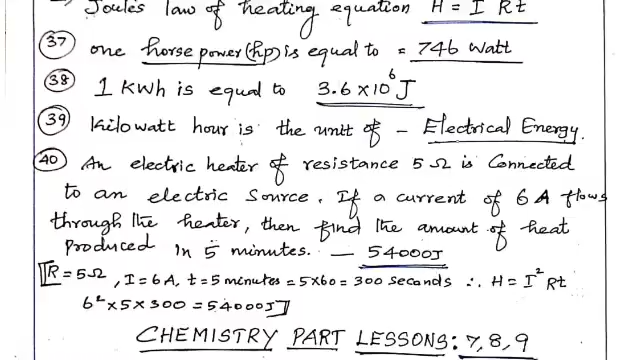 Joule's law of heating equation H = I Rt
37 one horse power (hp) is equal to = 746 Watt
38 1 KWh is equal to 3.6 x 10⁶ J
39 Kilowatt hour is the unit of - Electrical Energy.
40 An electric heater of resistance 5 Ω is Connected
to an electric Source. If a current of 6 A flows
through the heater, then find the amount of heat
Produced in 5 minutes. — 54000J
[R = 5Ω, I = 6A, t = 5 minutes = 5x60 = 300 seconds ∴ H = I² Rt
6² x 5 x 300 = 54000J]
CHEMISTRY PART LESSONS: 7, 8, 9